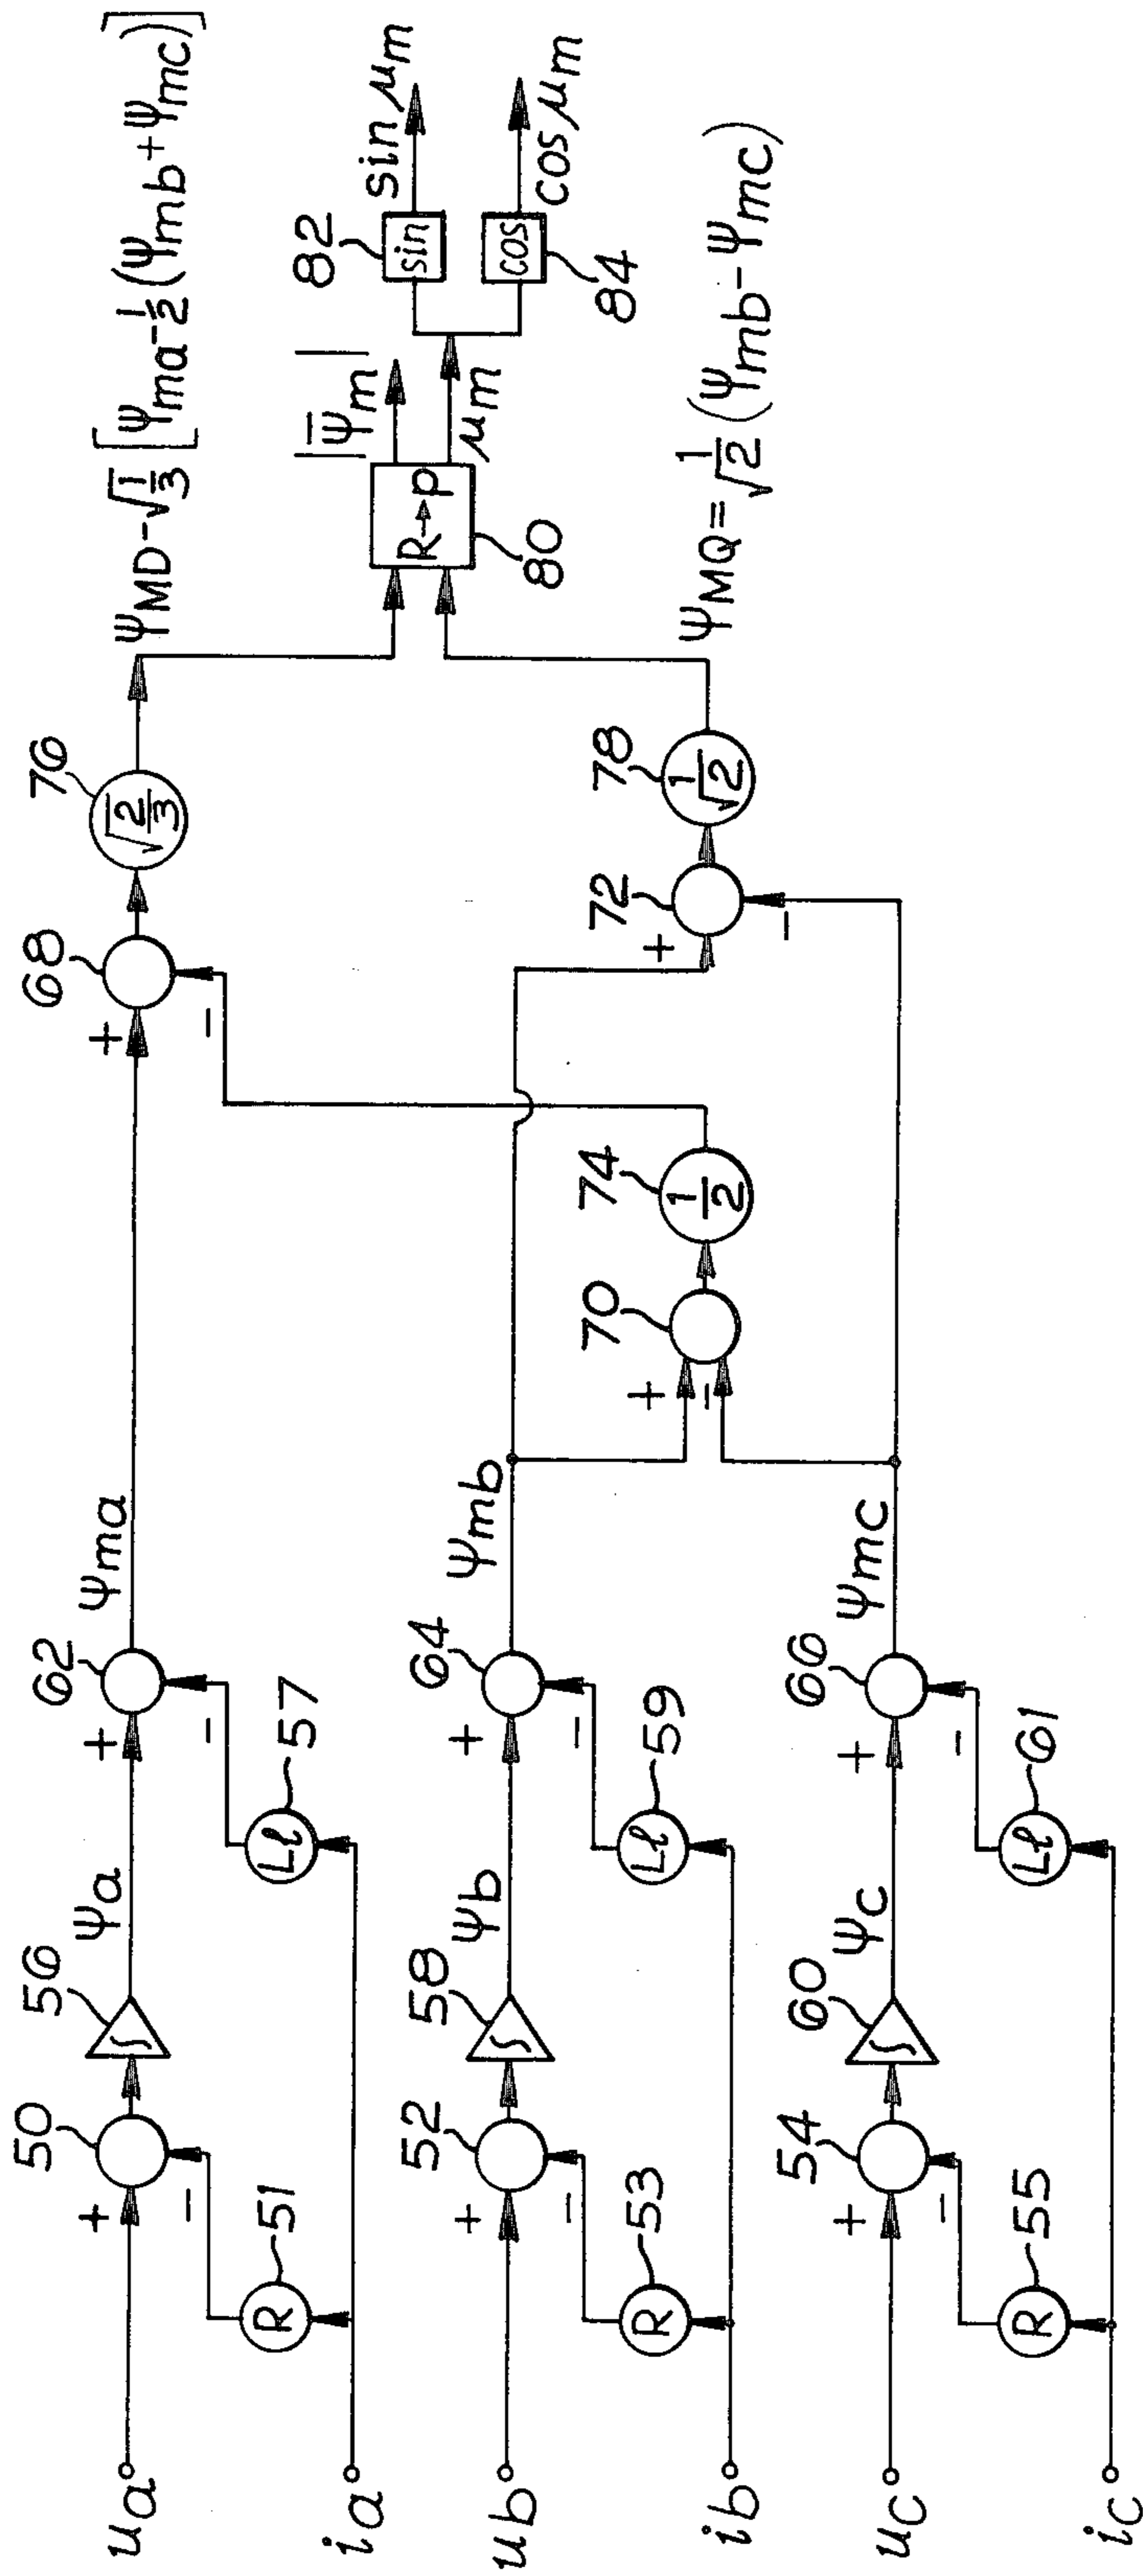 ua
+
50
56
ψa
+
62
ψma
+
68
76
√2/3
ψMD-√1/3 [ψma-1/2(ψmb+ψmc)]
-
51
R
ia
-
57
Lℓ
-
|ψ̄m|
82
sin
sin μm
R→P
80
μm
cos
84
cos μm
ub
+
52
58
∫
ψb
+
64
ψmb
-
53
R
ib
-
59
Lℓ
+
-
70
74
1/2
+
72
-
78
1/√2
ψMQ=1/√2 (ψmb-ψmc)
uc
+
54
60
∫
ψc
+
66
ψmc
-
55
R
ic
-
61
Lℓ
∫